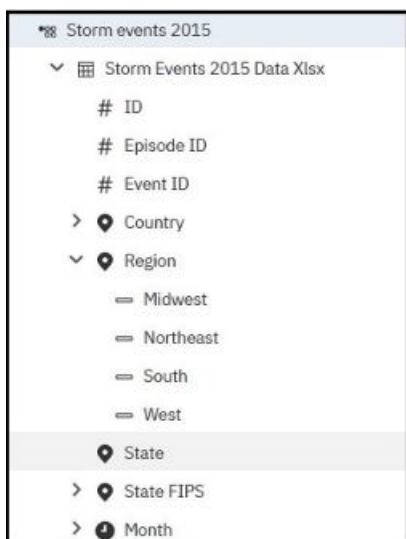 Storm events 2015
Storm Events 2015 Data Xlsx
# ID
# Episode ID
# Event ID
Country
Region
Midwest
Northeast
South
West
State
State FIPS
Month